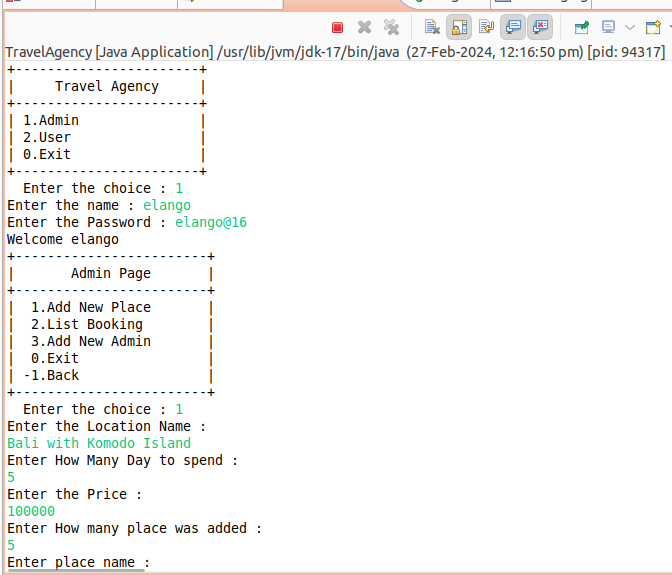 TravelAgency [Java Application] /usr/lib/jvm/jdk-17/bin/java (27-Feb-2024, 12:16:50 pm) [pid: 94317]
+-----------------------+
|     Travel Agency     |
+-----------------------+
| 1.Admin               |
| 2.User                |
| 0.Exit                |
+-----------------------+
  Enter the choice : 1
Enter the name : elango
Enter the Password : elango@16
Welcome elango
+------------------------+
|       Admin Page       |
+------------------------+
|  1.Add New Place       |
|  2.List Booking        |
|  3.Add New Admin       |
|  0.Exit                |
| -1.Back                |
+------------------------+
  Enter the choice : 1
Enter the Location Name :
Bali with Komodo Island
Enter How Many Day to spend :
5
Enter the Price :
100000
Enter How many place was added :
5
Enter place name :